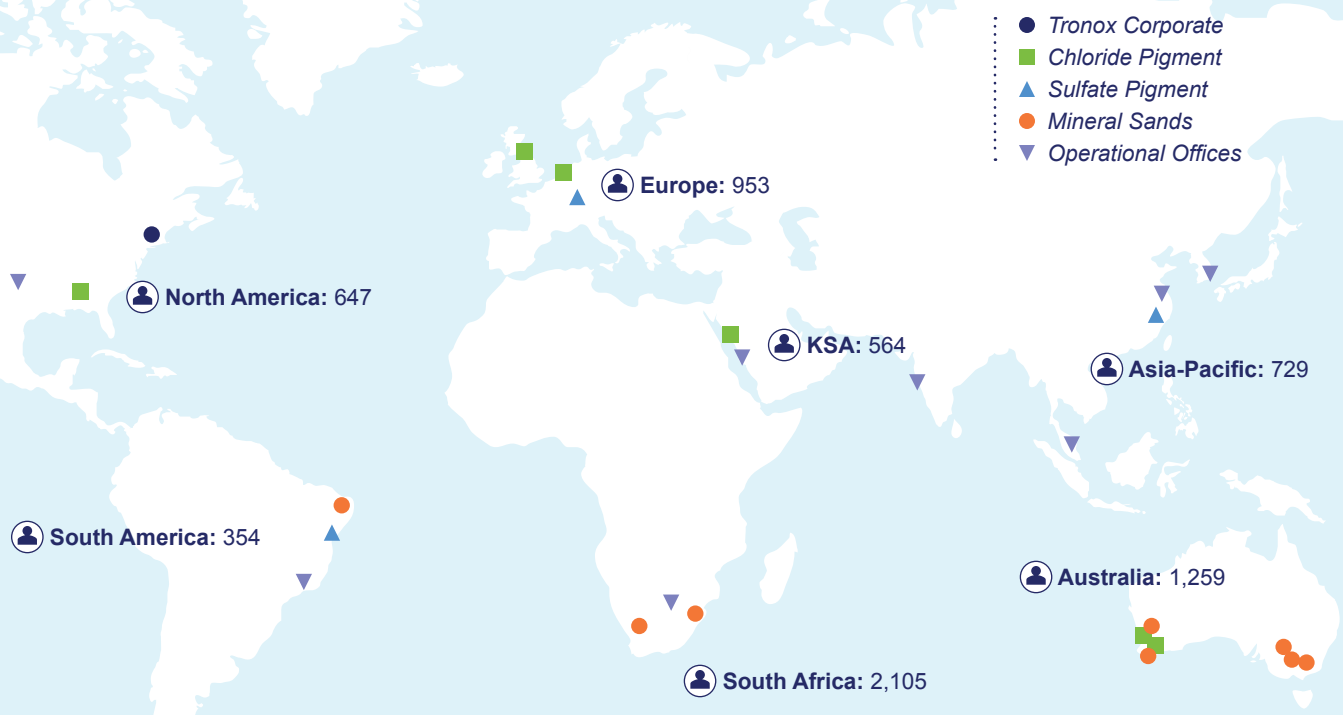 Tronox Corporate
Chloride Pigment
Sulfate Pigment
Mineral Sands
Operational Offices
Europe: 953
North America: 647
KSA: 564
Asia-Pacific: 729
South America: 354
Australia: 1,259
South Africa: 2,105